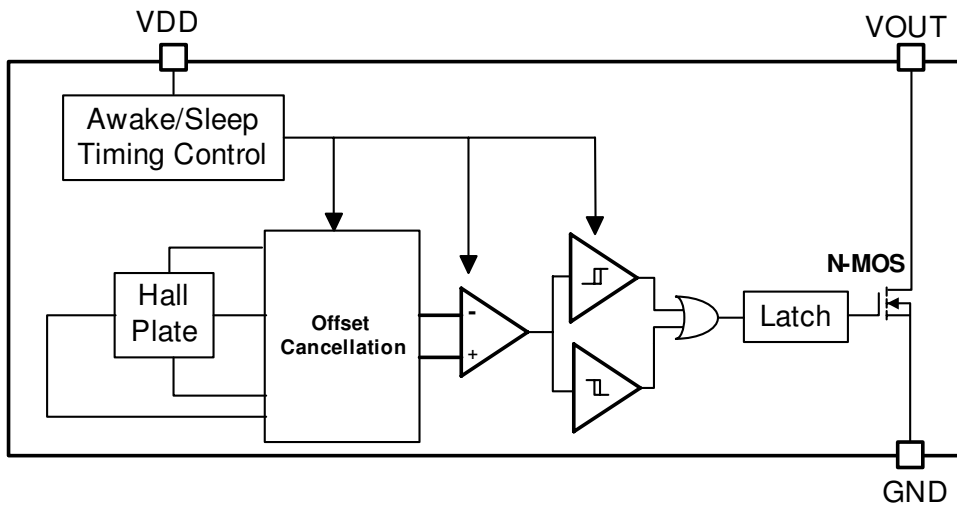 VDD
VOUT
Awake/Sleep
Timing Control
N-MOS
Hall
Plate
Offset
Cancellation
-
+
Latch
GND